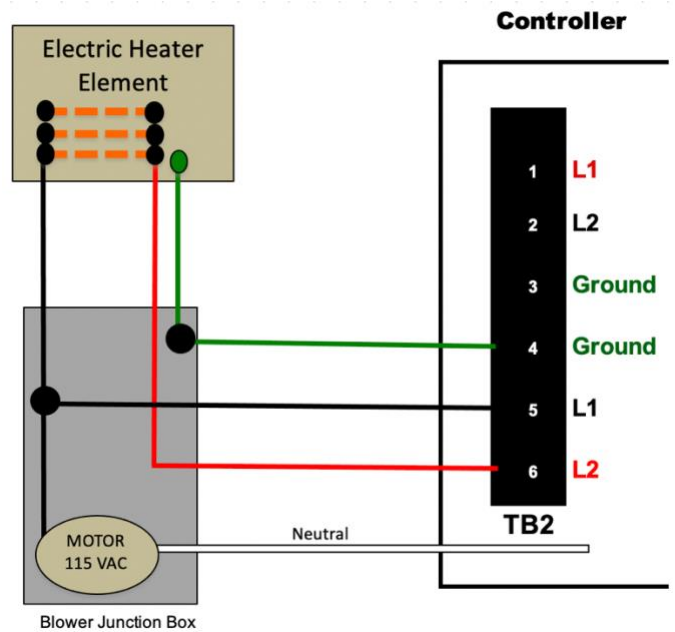 Controller
Electric Heater
Element
1 L1
2 L2
3 Ground
4 Ground
5 L1
6 L2
TB2
Neutral
MOTOR
115 VAC
Blower Junction Box